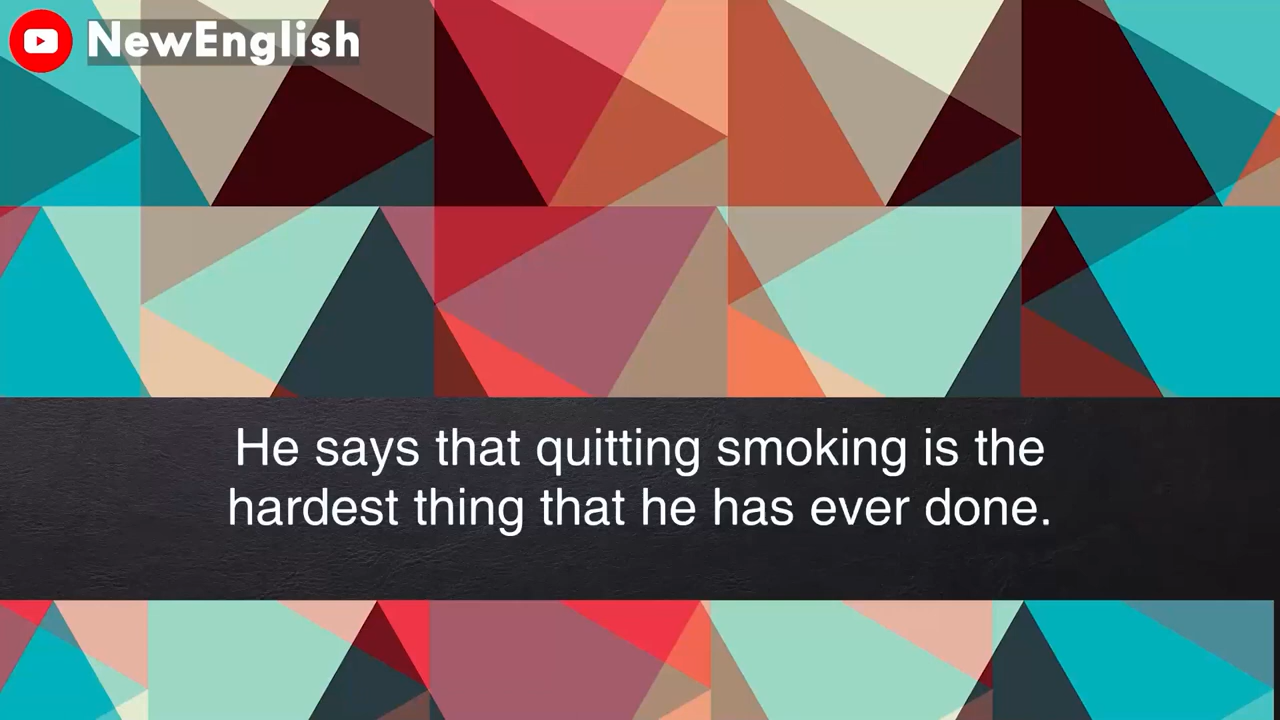 NewEnglish
He says that quitting smoking is the
hardest thing that he has ever done.